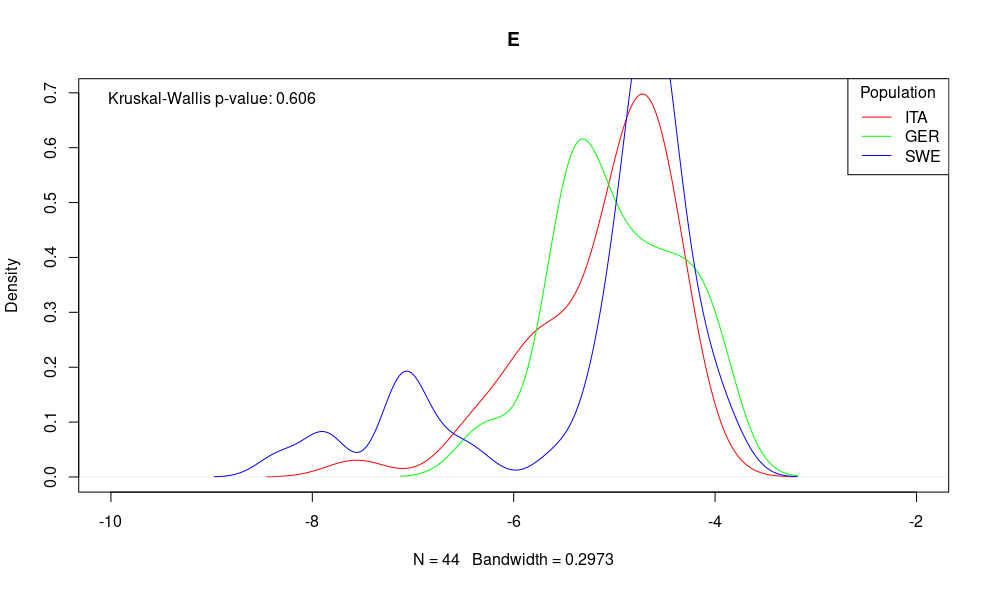 E
Kruskal-Wallis p-value: 0.606
Population
ITA
GER
SWE
Density
0.7
0.6
0.5
0.4
0.3
0.2
0.1
0.0
-10 -8 -6 -4 -2
N = 44 Bandwidth = 0.2973